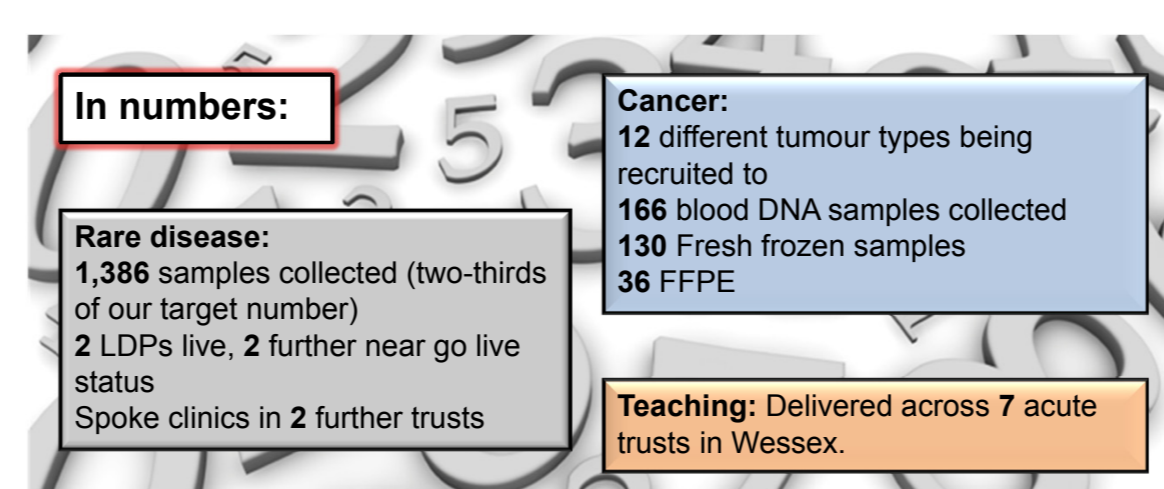 In numbers:
Rare disease:
1,386 samples collected (two-thirds
of our target number)
2 LDPs live, 2 further near go live
status
Spoke clinics in 2 further trusts
Cancer:
12 different tumour types being
recruited to
166 blood DNA samples collected
130 Fresh frozen samples
36 FFPE
Teaching: Delivered across 7 acute
trusts in Wessex.